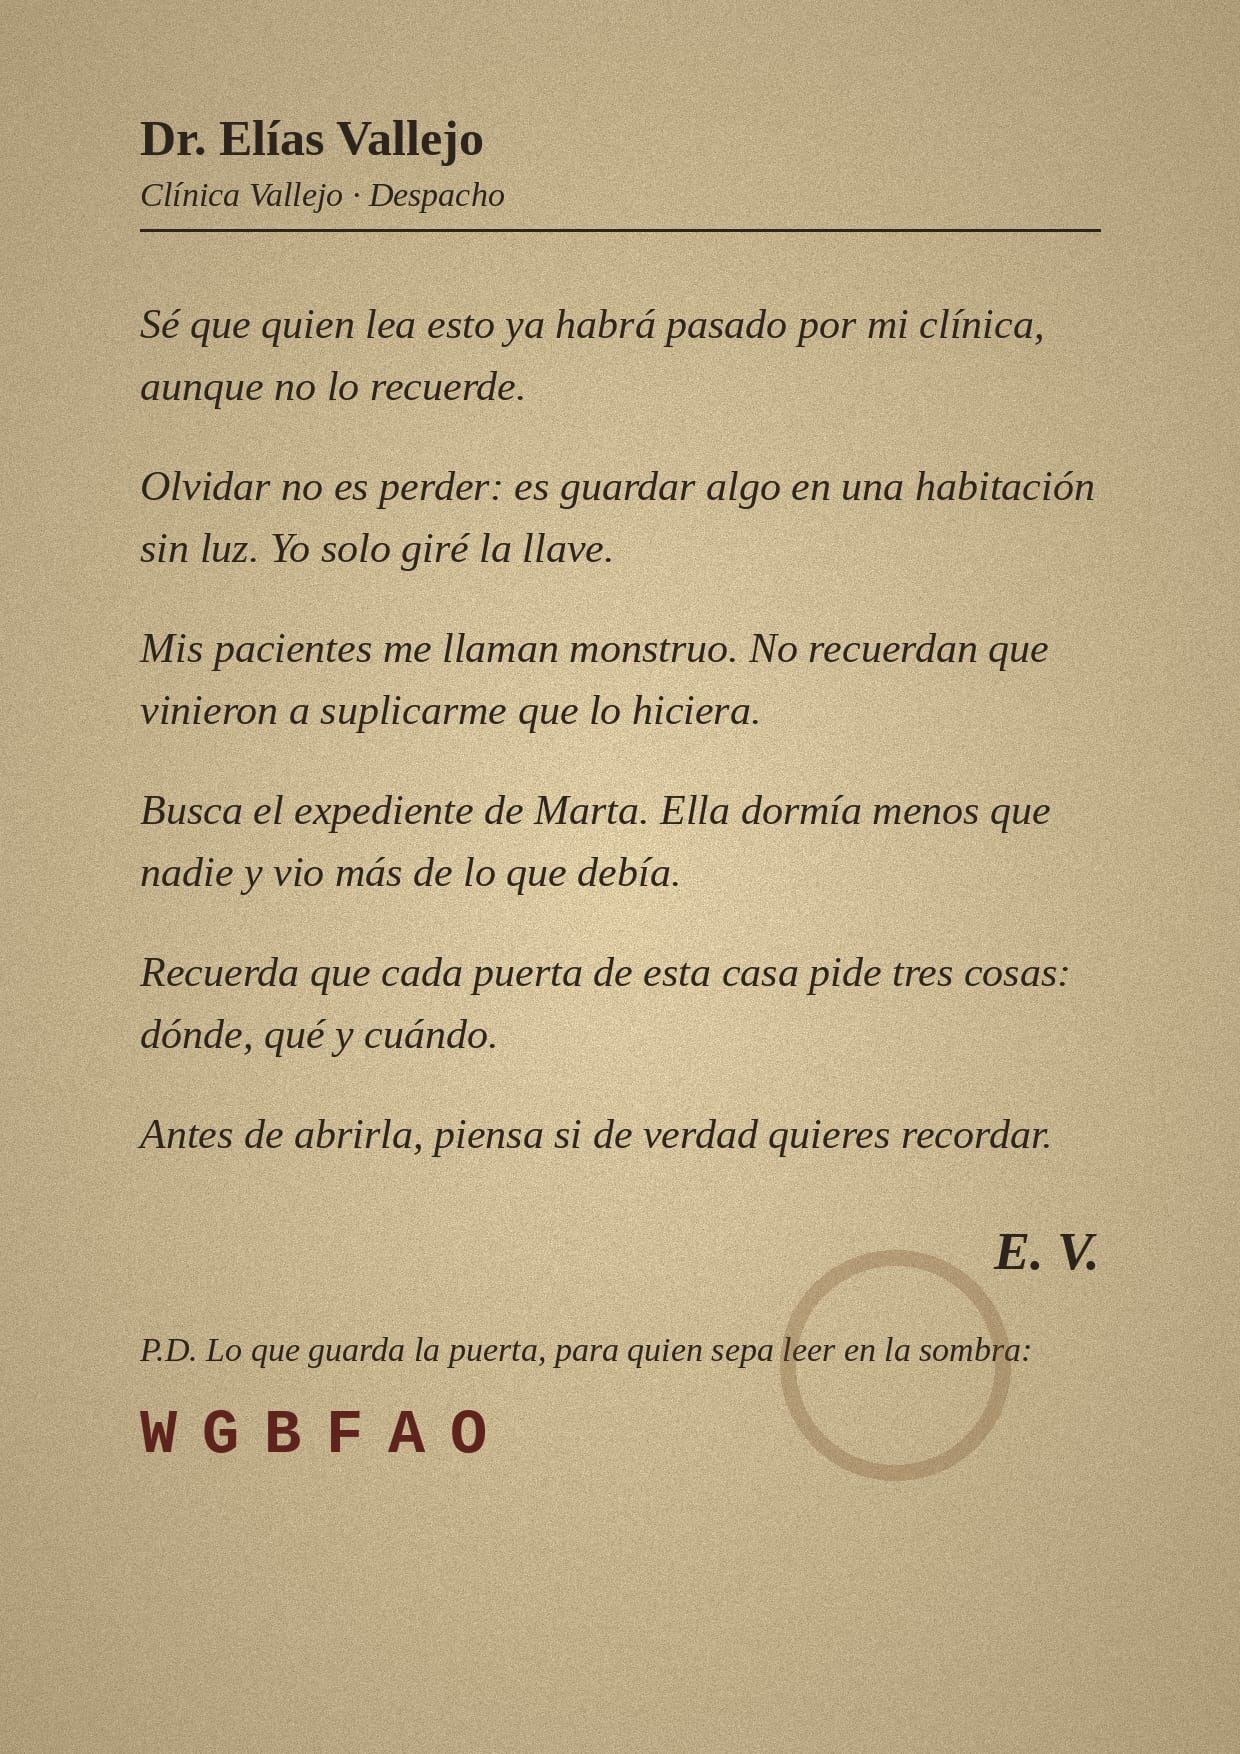 Dr. Elías Vallejo
Clínica Vallejo · Despacho
Sé que quien lea esto ya habrá pasado por mi clínica,
aunque no lo recuerde.
Olvidar no es perder: es guardar algo en una habitación
sin luz. Yo solo giré la llave.
Mis pacientes me llaman monstruo. No recuerdan que
vinieron a suplicarme que lo hiciera.
Busca el expediente de Marta. Ella dormía menos que
nadie y vio más de lo que debía.
Recuerda que cada puerta de esta casa pide tres cosas:
dónde, qué y cuándo.
Antes de abrirla, piensa si de verdad quieres recordar.
E. V.
P.D. Lo que guarda la puerta, para quien sepa leer en la sombra:
W G B F A O